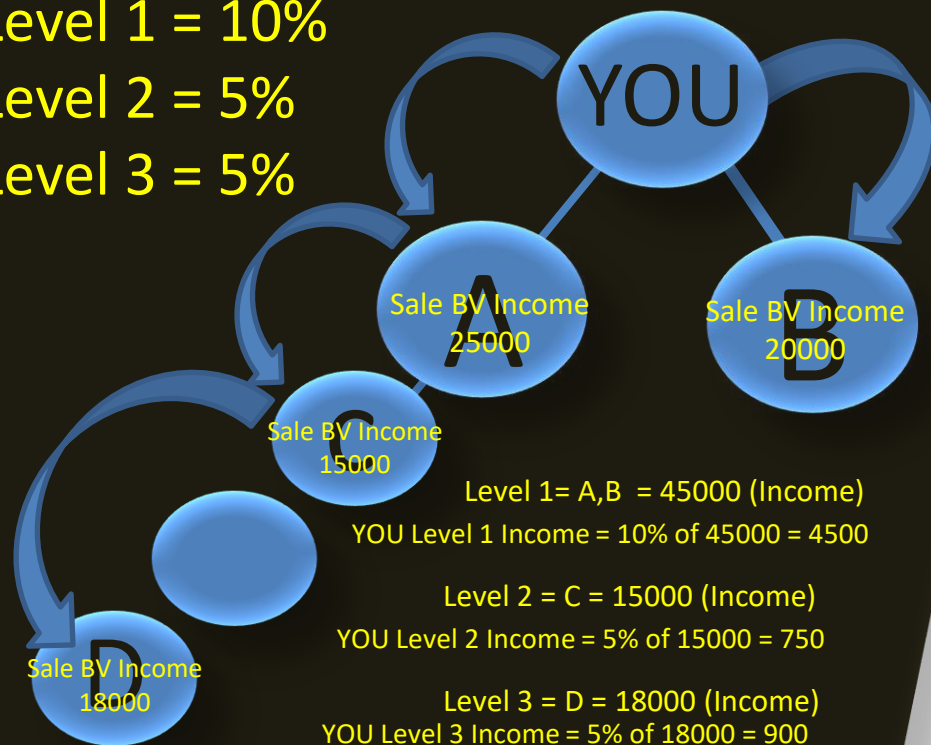 Level 1 = 10%
Level 2 = 5%
Level 3 = 5%
YOU
A
Sale BV Income
25000
B
Sale BV Income
20000
C
Sale BV Income
15000
Level 1= A,B = 45000 (Income)
YOU Level 1 Income = 10% of 45000 = 4500
Level 2 = C = 15000 (Income)
YOU Level 2 Income = 5% of 15000 = 750
D
Sale BV Income
18000
Level 3 = D = 18000 (Income)
YOU Level 3 Income = 5% of 18000 = 900